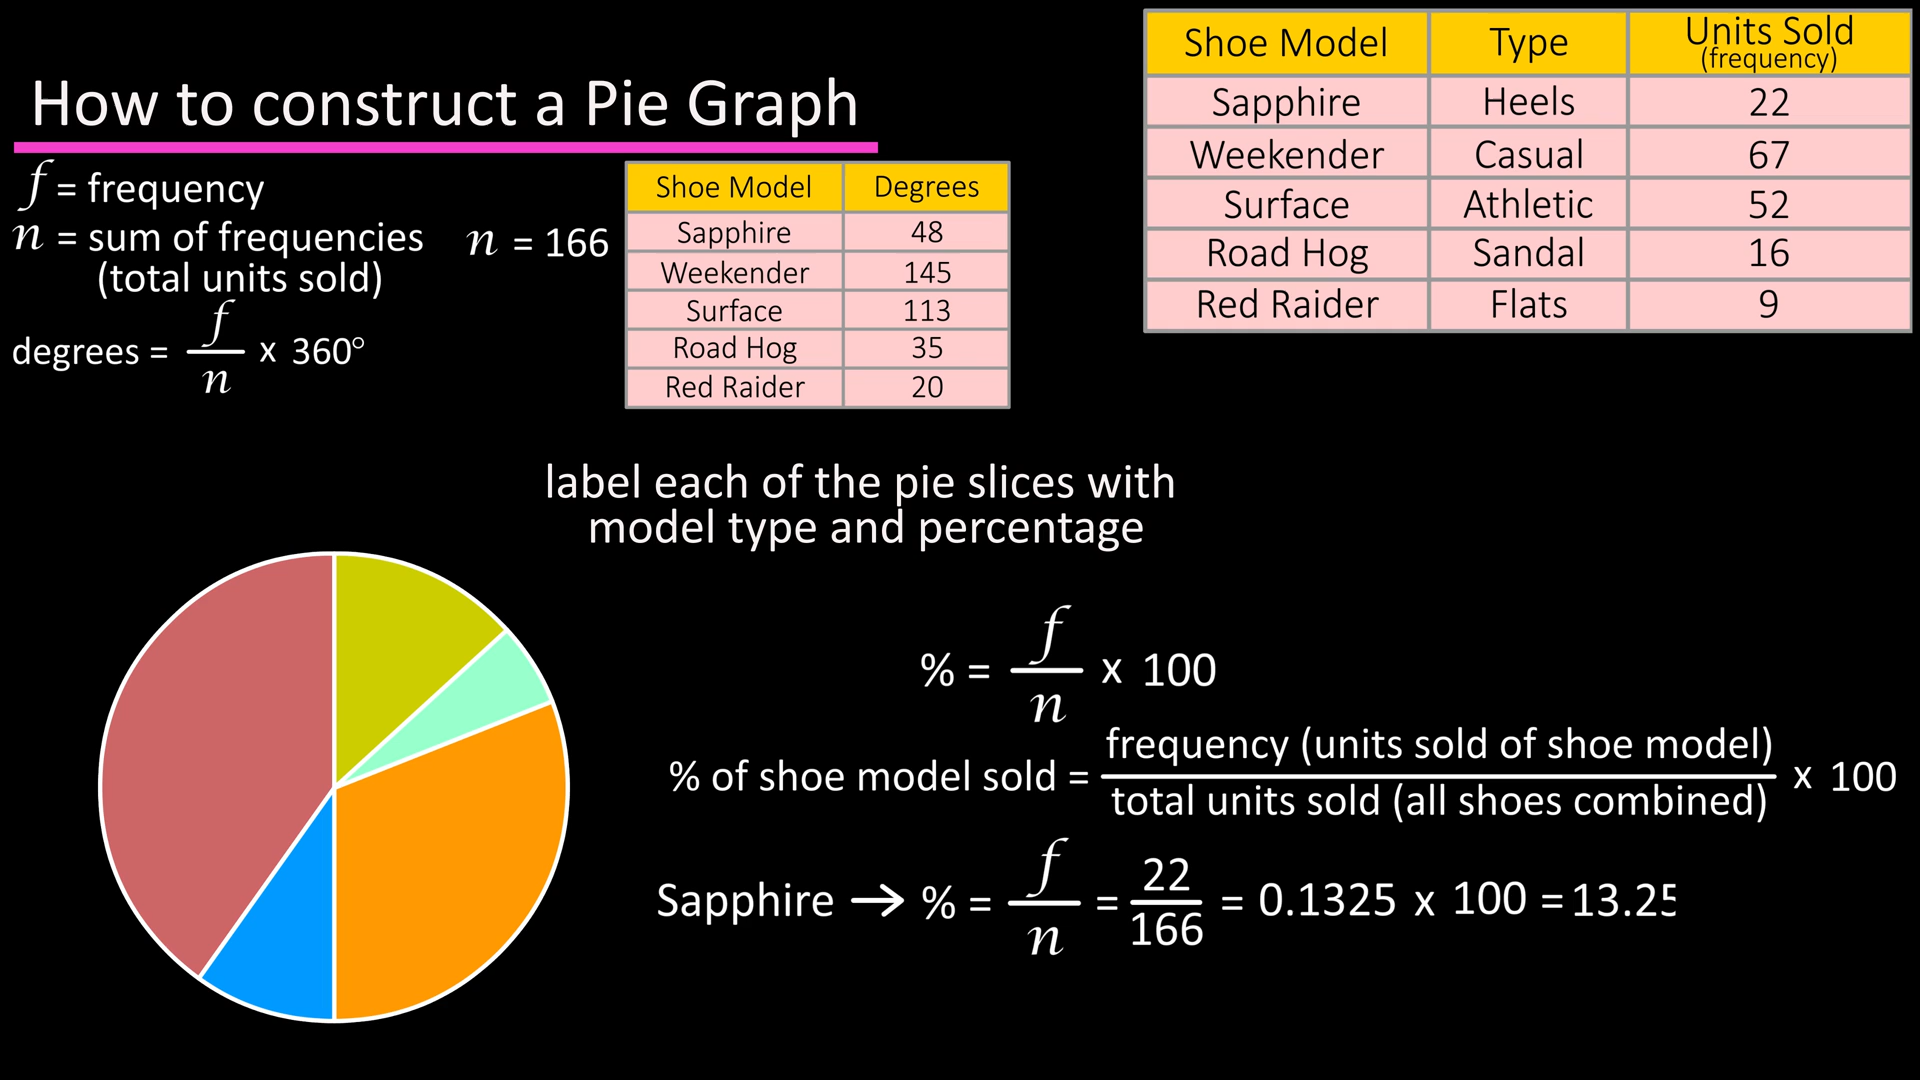 How to construct a Pie Graph
f = frequency
n = sum of frequencies
(total units sold)
n = 166
degrees = f/n x 360°
Shoe Model Degrees
Sapphire 48
Weekender 145
Surface 113
Road Hog 35
Red Raider 20
Shoe Model Type Units Sold (frequency)
Sapphire Heels 22
Weekender Casual 67
Surface Athletic 52
Road Hog Sandal 16
Red Raider Flats 9
label each of the pie slices with
model type and percentage
% = f/n x 100
% of shoe model sold = frequency (units sold of shoe model) / total units sold (all shoes combined) x 100
Sapphire → % = f/n = 22/166 = 0.1325 x 100 = 13.25